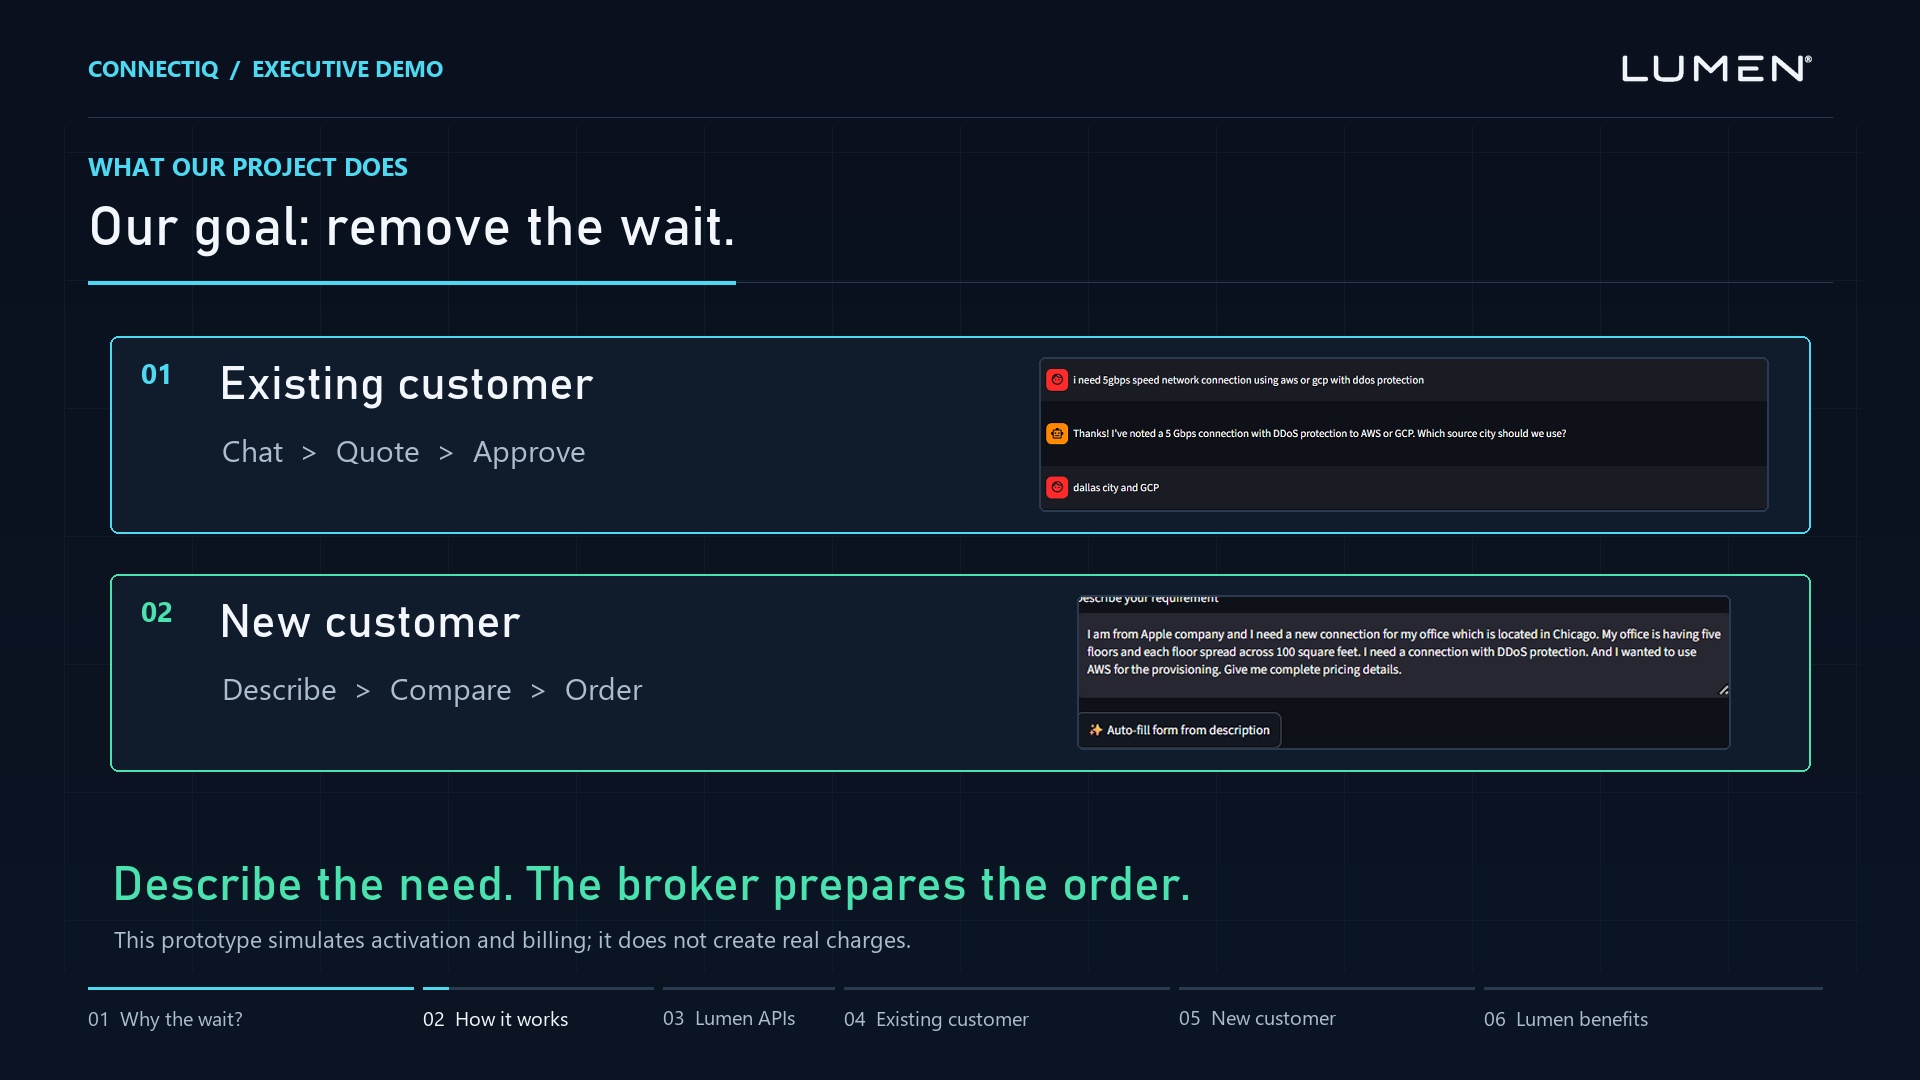 CONNECTIQ / EXECUTIVE DEMO
LUMEN®
WHAT OUR PROJECT DOES
Our goal: remove the wait.
01
Existing customer
Chat > Quote > Approve
i need 5gbps speed network connection using aws or gcp with ddos protection
Thanks! I've noted a 5 Gbps connection with DDoS protection to AWS or GCP. Which source city should we use?
dallas city and GCP
02
New customer
Describe > Compare > Order
Describe your requirement
I am from Apple company and I need a new connection for my office which is located in Chicago. My office is having five
floors and each floor spread across 100 square feet. I need a connection with DDoS protection. And I wanted to use
AWS for the provisioning. Give me complete pricing details.
✨ Auto-fill form from description
Describe the need. The broker prepares the order.
This prototype simulates activation and billing; it does not create real charges.
01 Why the wait?
02 How it works
03 Lumen APIs
04 Existing customer
05 New customer
06 Lumen benefits